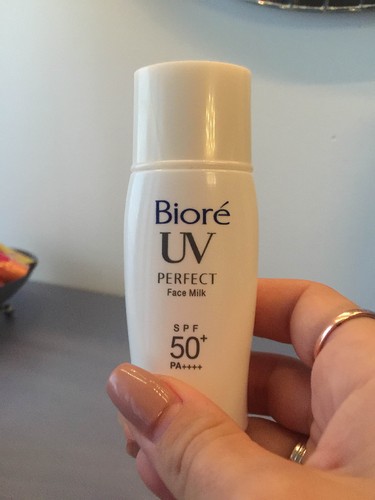 Bioré
UV
PERFECT
Face Milk
SPF
50+
PA++++